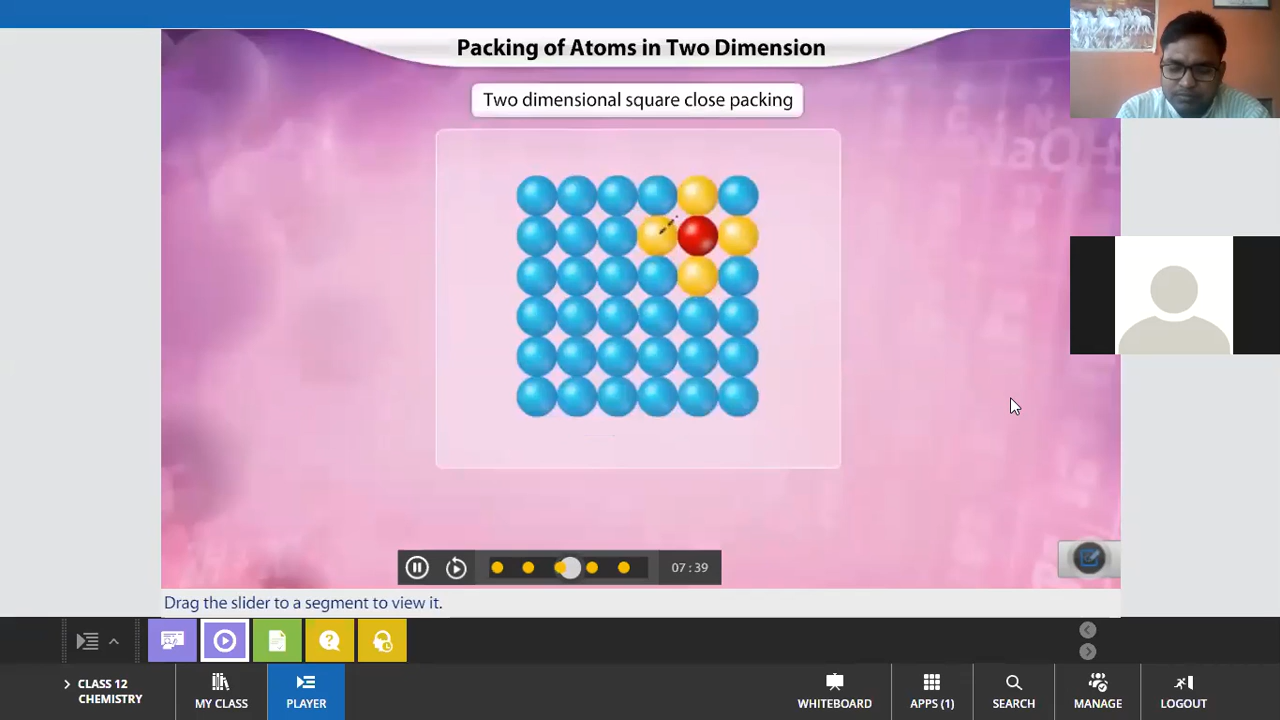 Packing of Atoms in Two Dimension
Two dimensional square close packing
NaOH
07 : 39
Drag the slider to a segment to view it.
CLASS 12
CHEMISTRY
MY CLASS
PLAYER
WHITEBOARD
APPS (1)
SEARCH
MANAGE
LOGOUT